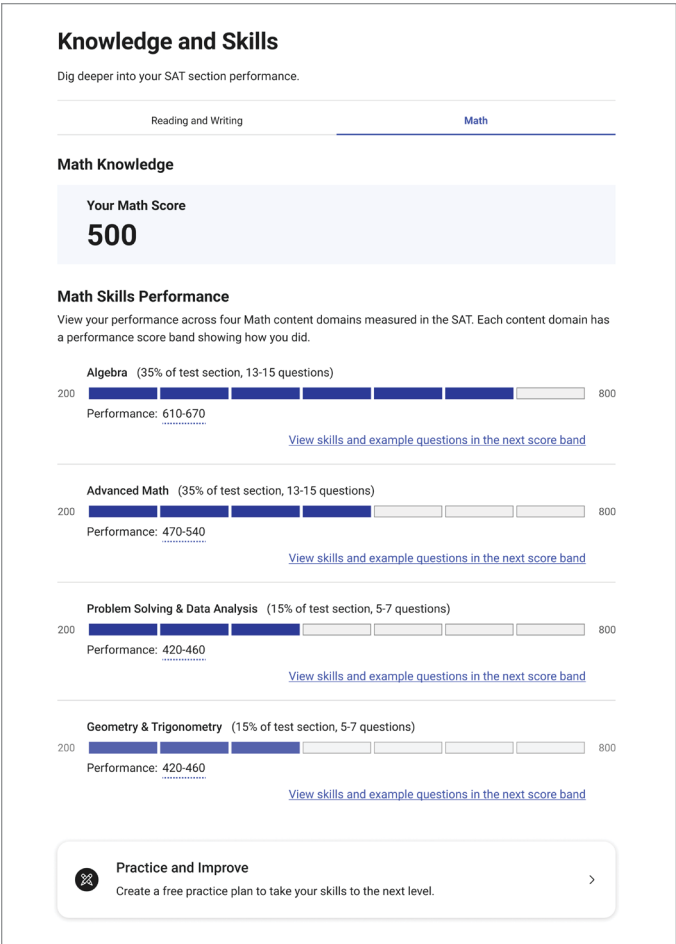 Knowledge and Skills
Dig deeper into your SAT section performance.
Reading and Writing
Math
Math Knowledge
Your Math Score
500
Math Skills Performance
View your performance across four Math content domains measured in the SAT. Each content domain has
a performance score band showing how you did.
Algebra (35% of test section, 13-15 questions)
200 800
Performance: 610-670
View skills and example questions in the next score band
Advanced Math (35% of test section, 13-15 questions)
200 800
Performance: 470-540
View skills and example questions in the next score band
Problem Solving & Data Analysis (15% of test section, 5-7 questions)
200 800
Performance: 420-460
View skills and example questions in the next score band
Geometry & Trigonometry (15% of test section, 5-7 questions)
200 800
Performance: 420-460
View skills and example questions in the next score band
Practice and Improve
Create a free practice plan to take your skills to the next level.